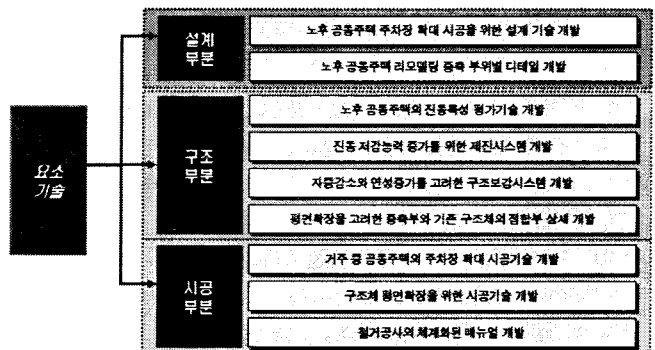 요소
기술
설계
부분
노후 공동주택 주차장 확대 시공을 위한 설계 기술 개발
노후 공동주택 리모델링 증축 부위별 디테일 개발
구조
부분
노후 공동주택의 진동특성 평가기술 개발
진동 저감능력 증가를 위한 제진시스템 개발
자중감소와 연성증가를 고려한 구조보강시스템 개발
평면확장을 고려한 증축부와 기존 구조체의 접합부 상세 개발
시공
부분
거주 중 공동주택의 주차장 확대 시공기술 개발
구조체 평면확장을 위한 시공기술 개발
철거공사의 체계화된 매뉴얼 개발